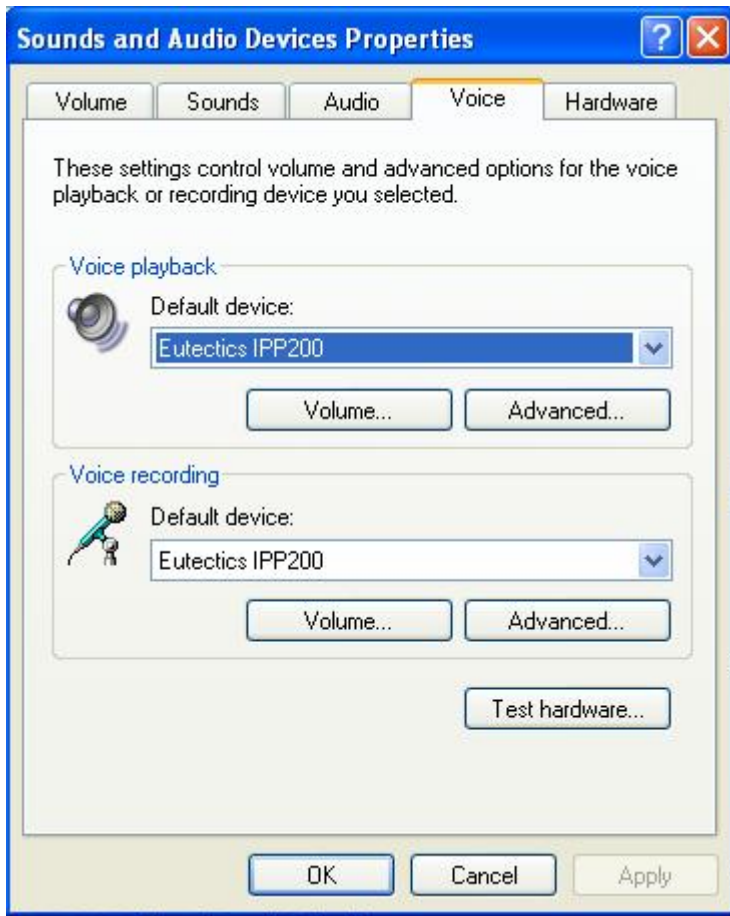 Sounds and Audio Devices Properties
?
Volume Sounds Audio Voice Hardware
These settings control volume and advanced options for the voice
playback or recording device you selected.
Voice playback
Default device:
Eutectics IPP200
Volume... Advanced...
Voice recording
Default device:
Eutectics IPP200
Volume... Advanced...
Test hardware...
OK Cancel Apply